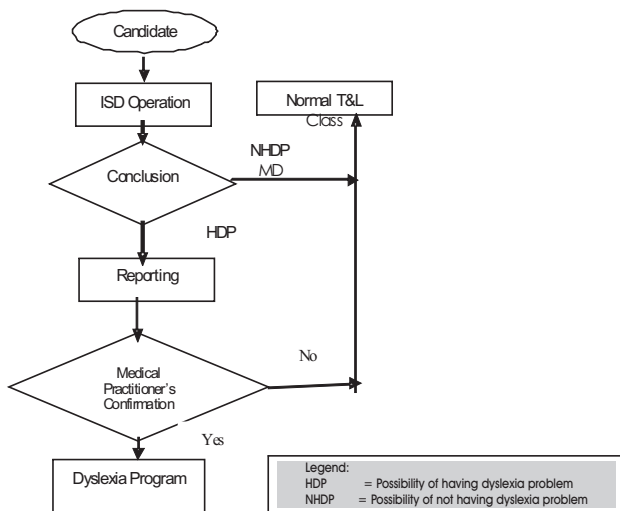 Candidate
ISD Operation
Normal T&L
Class
Conclusion
NHDP
MD
HDP
Reporting
Medical
Practitioner's
Confirmation
No
Yes
Dyslexia Program
Legend:
HDP = Possibility of having dyslexia problem
NHDP = Possibility of not having dyslexia problem